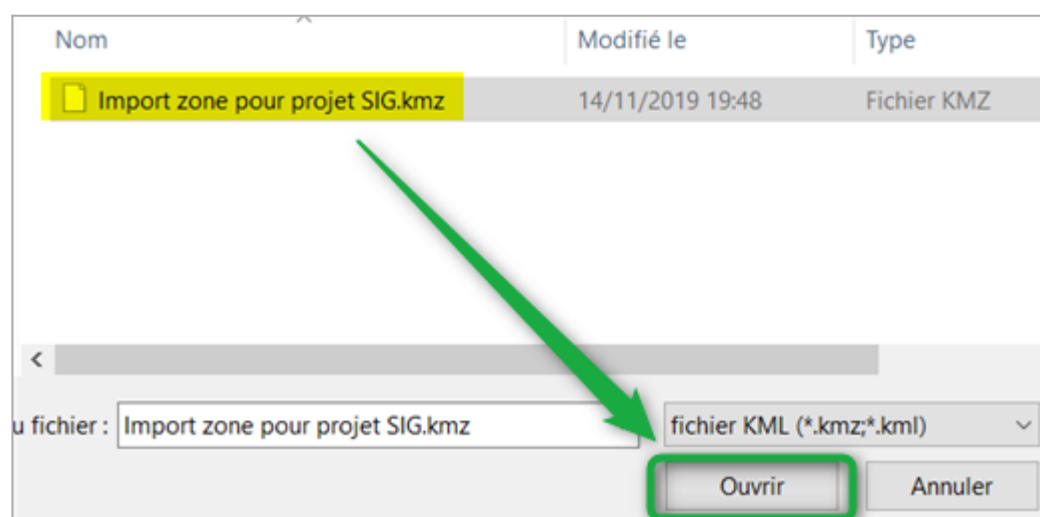 Nom Modifié le Type
Import zone pour projet SIG.kmz 14/11/2019 19:48 Fichier KMZ
u fichier : Import zone pour projet SIG.kmz fichier KML (*.kmz;*.kml)
Ouvrir Annuler